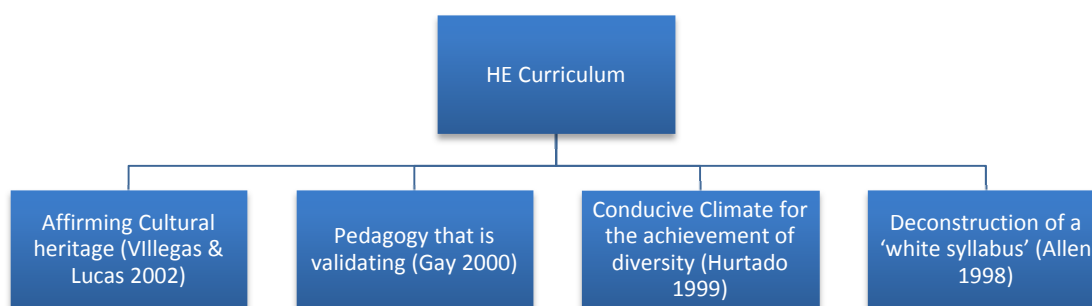 HE Curriculum
Affirming Cultural
heritage (VIllegas &
Lucas 2002)
Pedagogy that is
validating (Gay 2000)
Conducive Climate for
the achievement of
diversity (Hurtado
1999)
Deconstruction of a
‘white syllabus’ (Allen
1998)